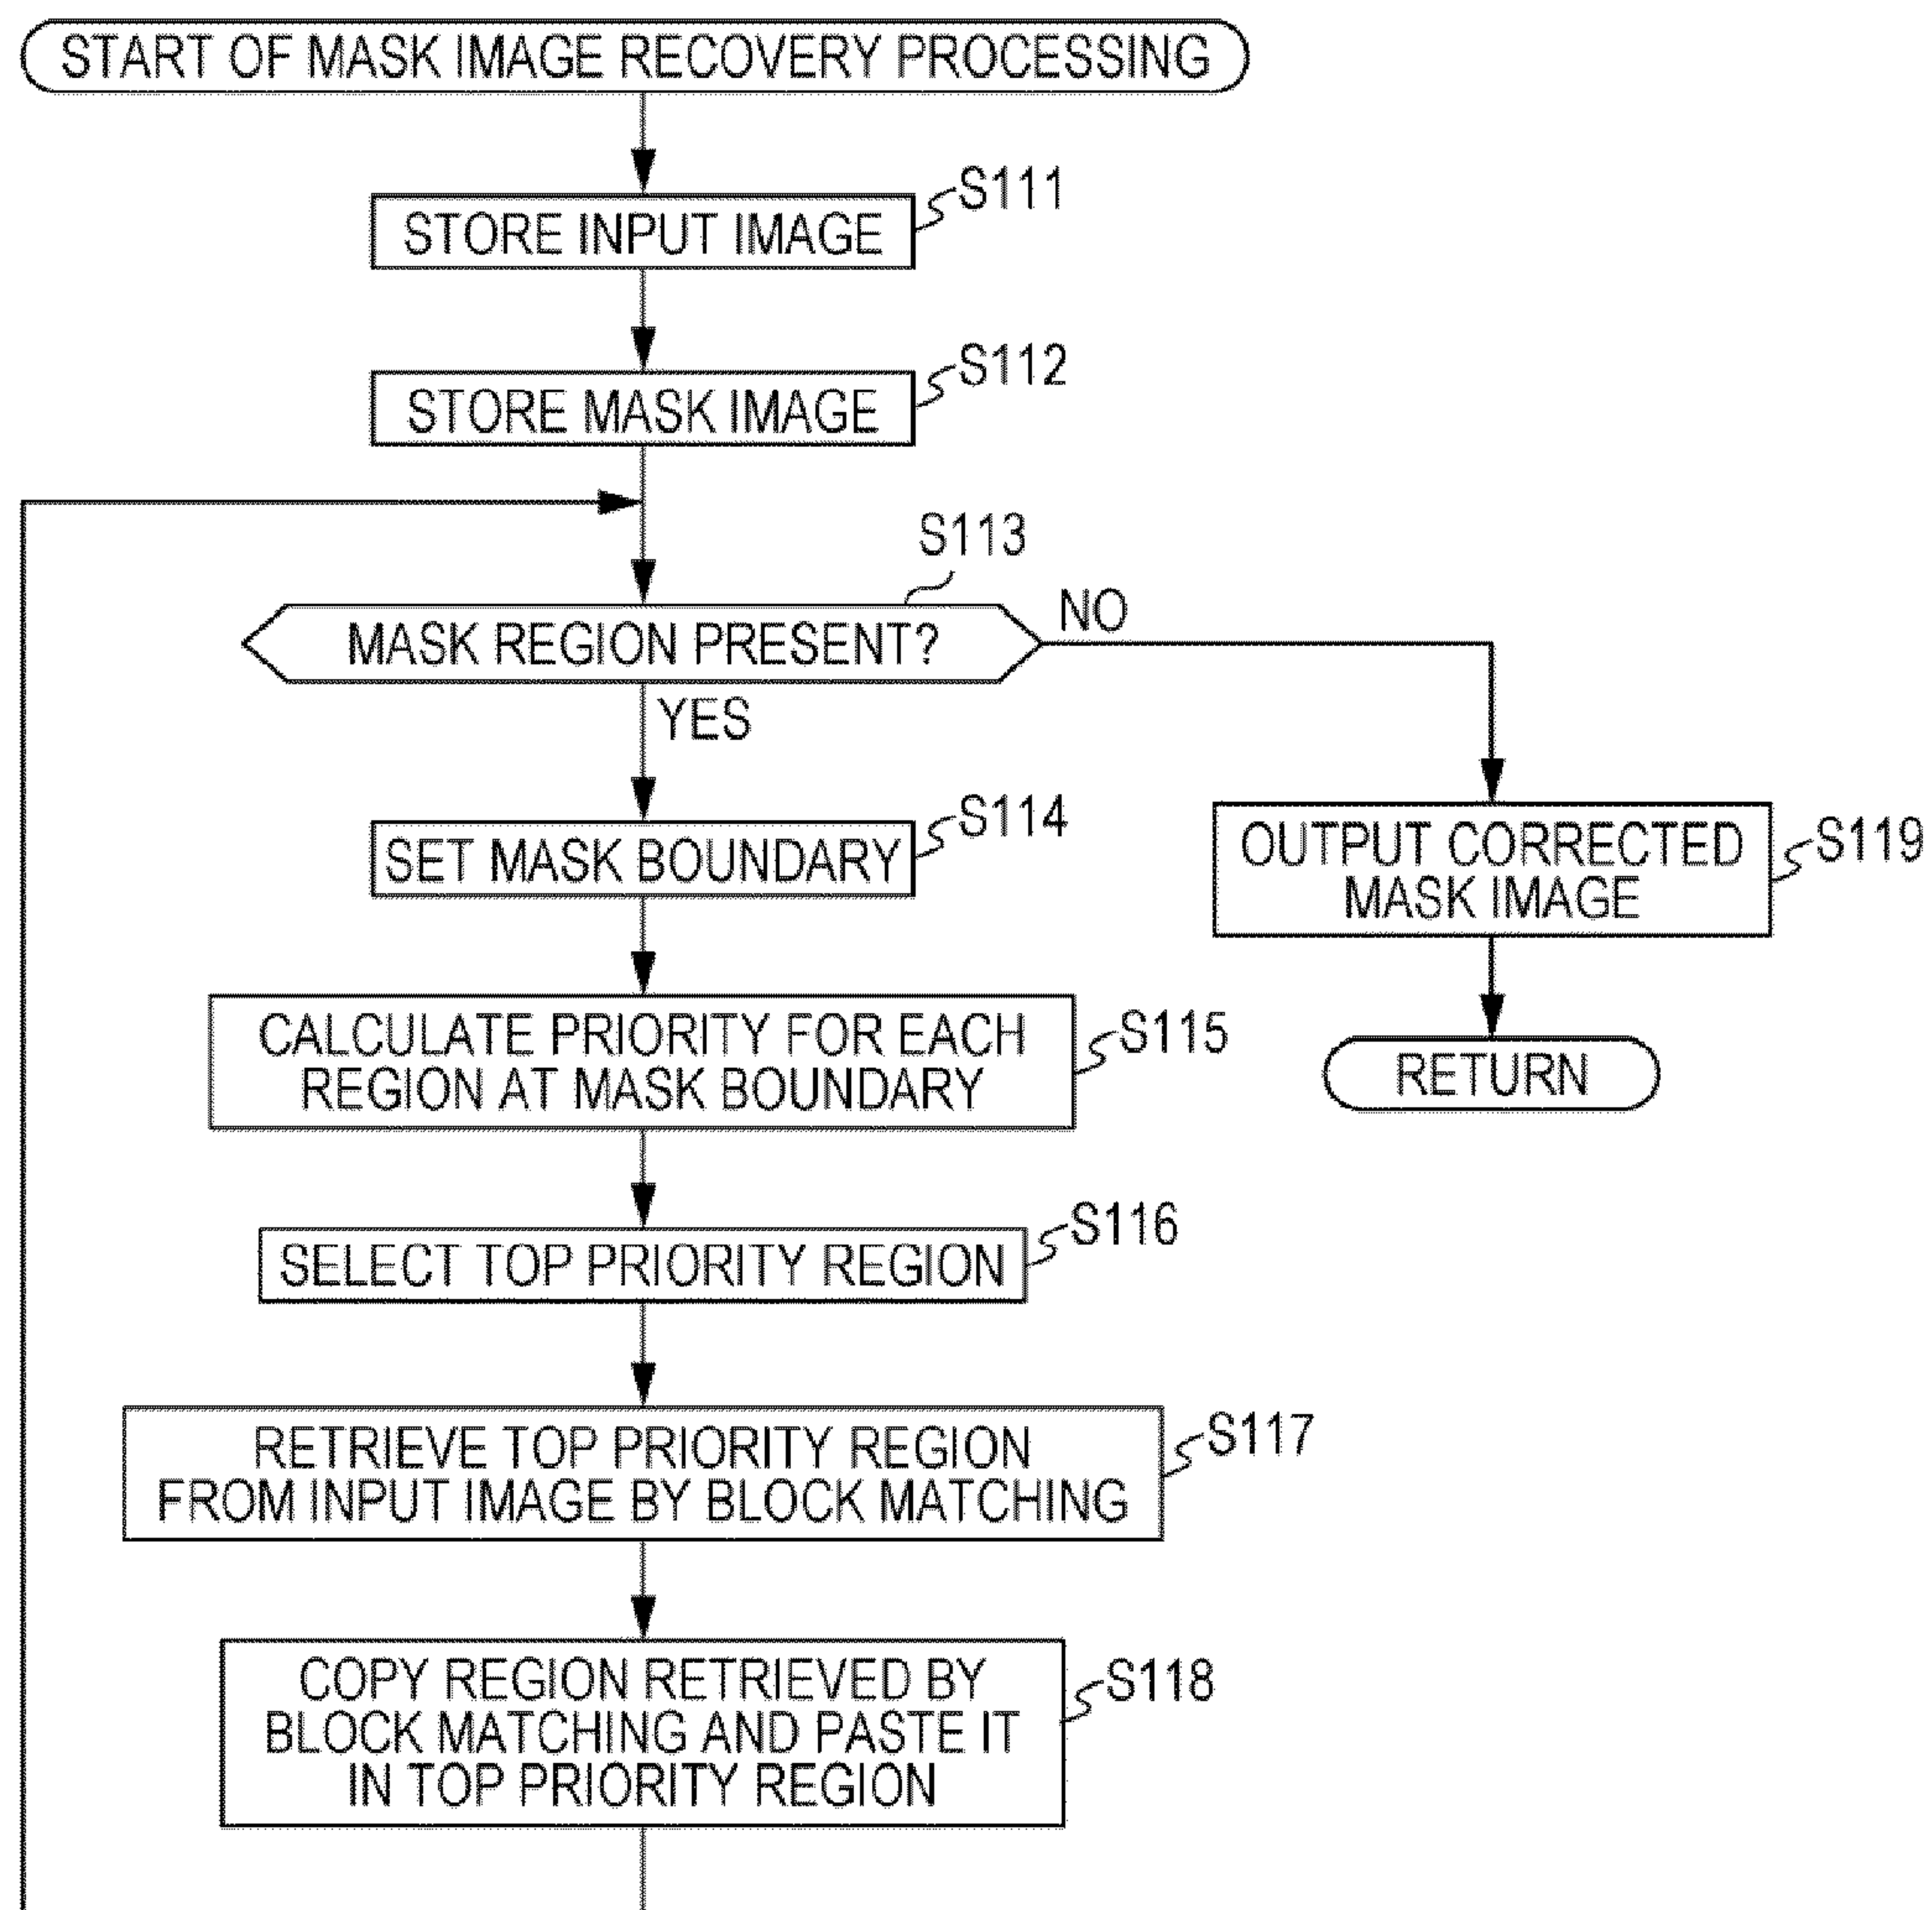 START OF MASK IMAGE RECOVERY PROCESSING
S111
STORE INPUT IMAGE
S112
STORE MASK IMAGE
S113
MASK REGION PRESENT?
NO
YES
S114
SET MASK BOUNDARY
OUTPUT CORRECTED
MASK IMAGE
S119
CALCULATE PRIORITY FOR EACH
REGION AT MASK BOUNDARY
S115
RETURN
S116
SELECT TOP PRIORITY REGION
RETRIEVE TOP PRIORITY REGION
FROM INPUT IMAGE BY BLOCK MATCHING
S117
COPY REGION RETRIEVED BY
BLOCK MATCHING AND PASTE IT
IN TOP PRIORITY REGION
S118